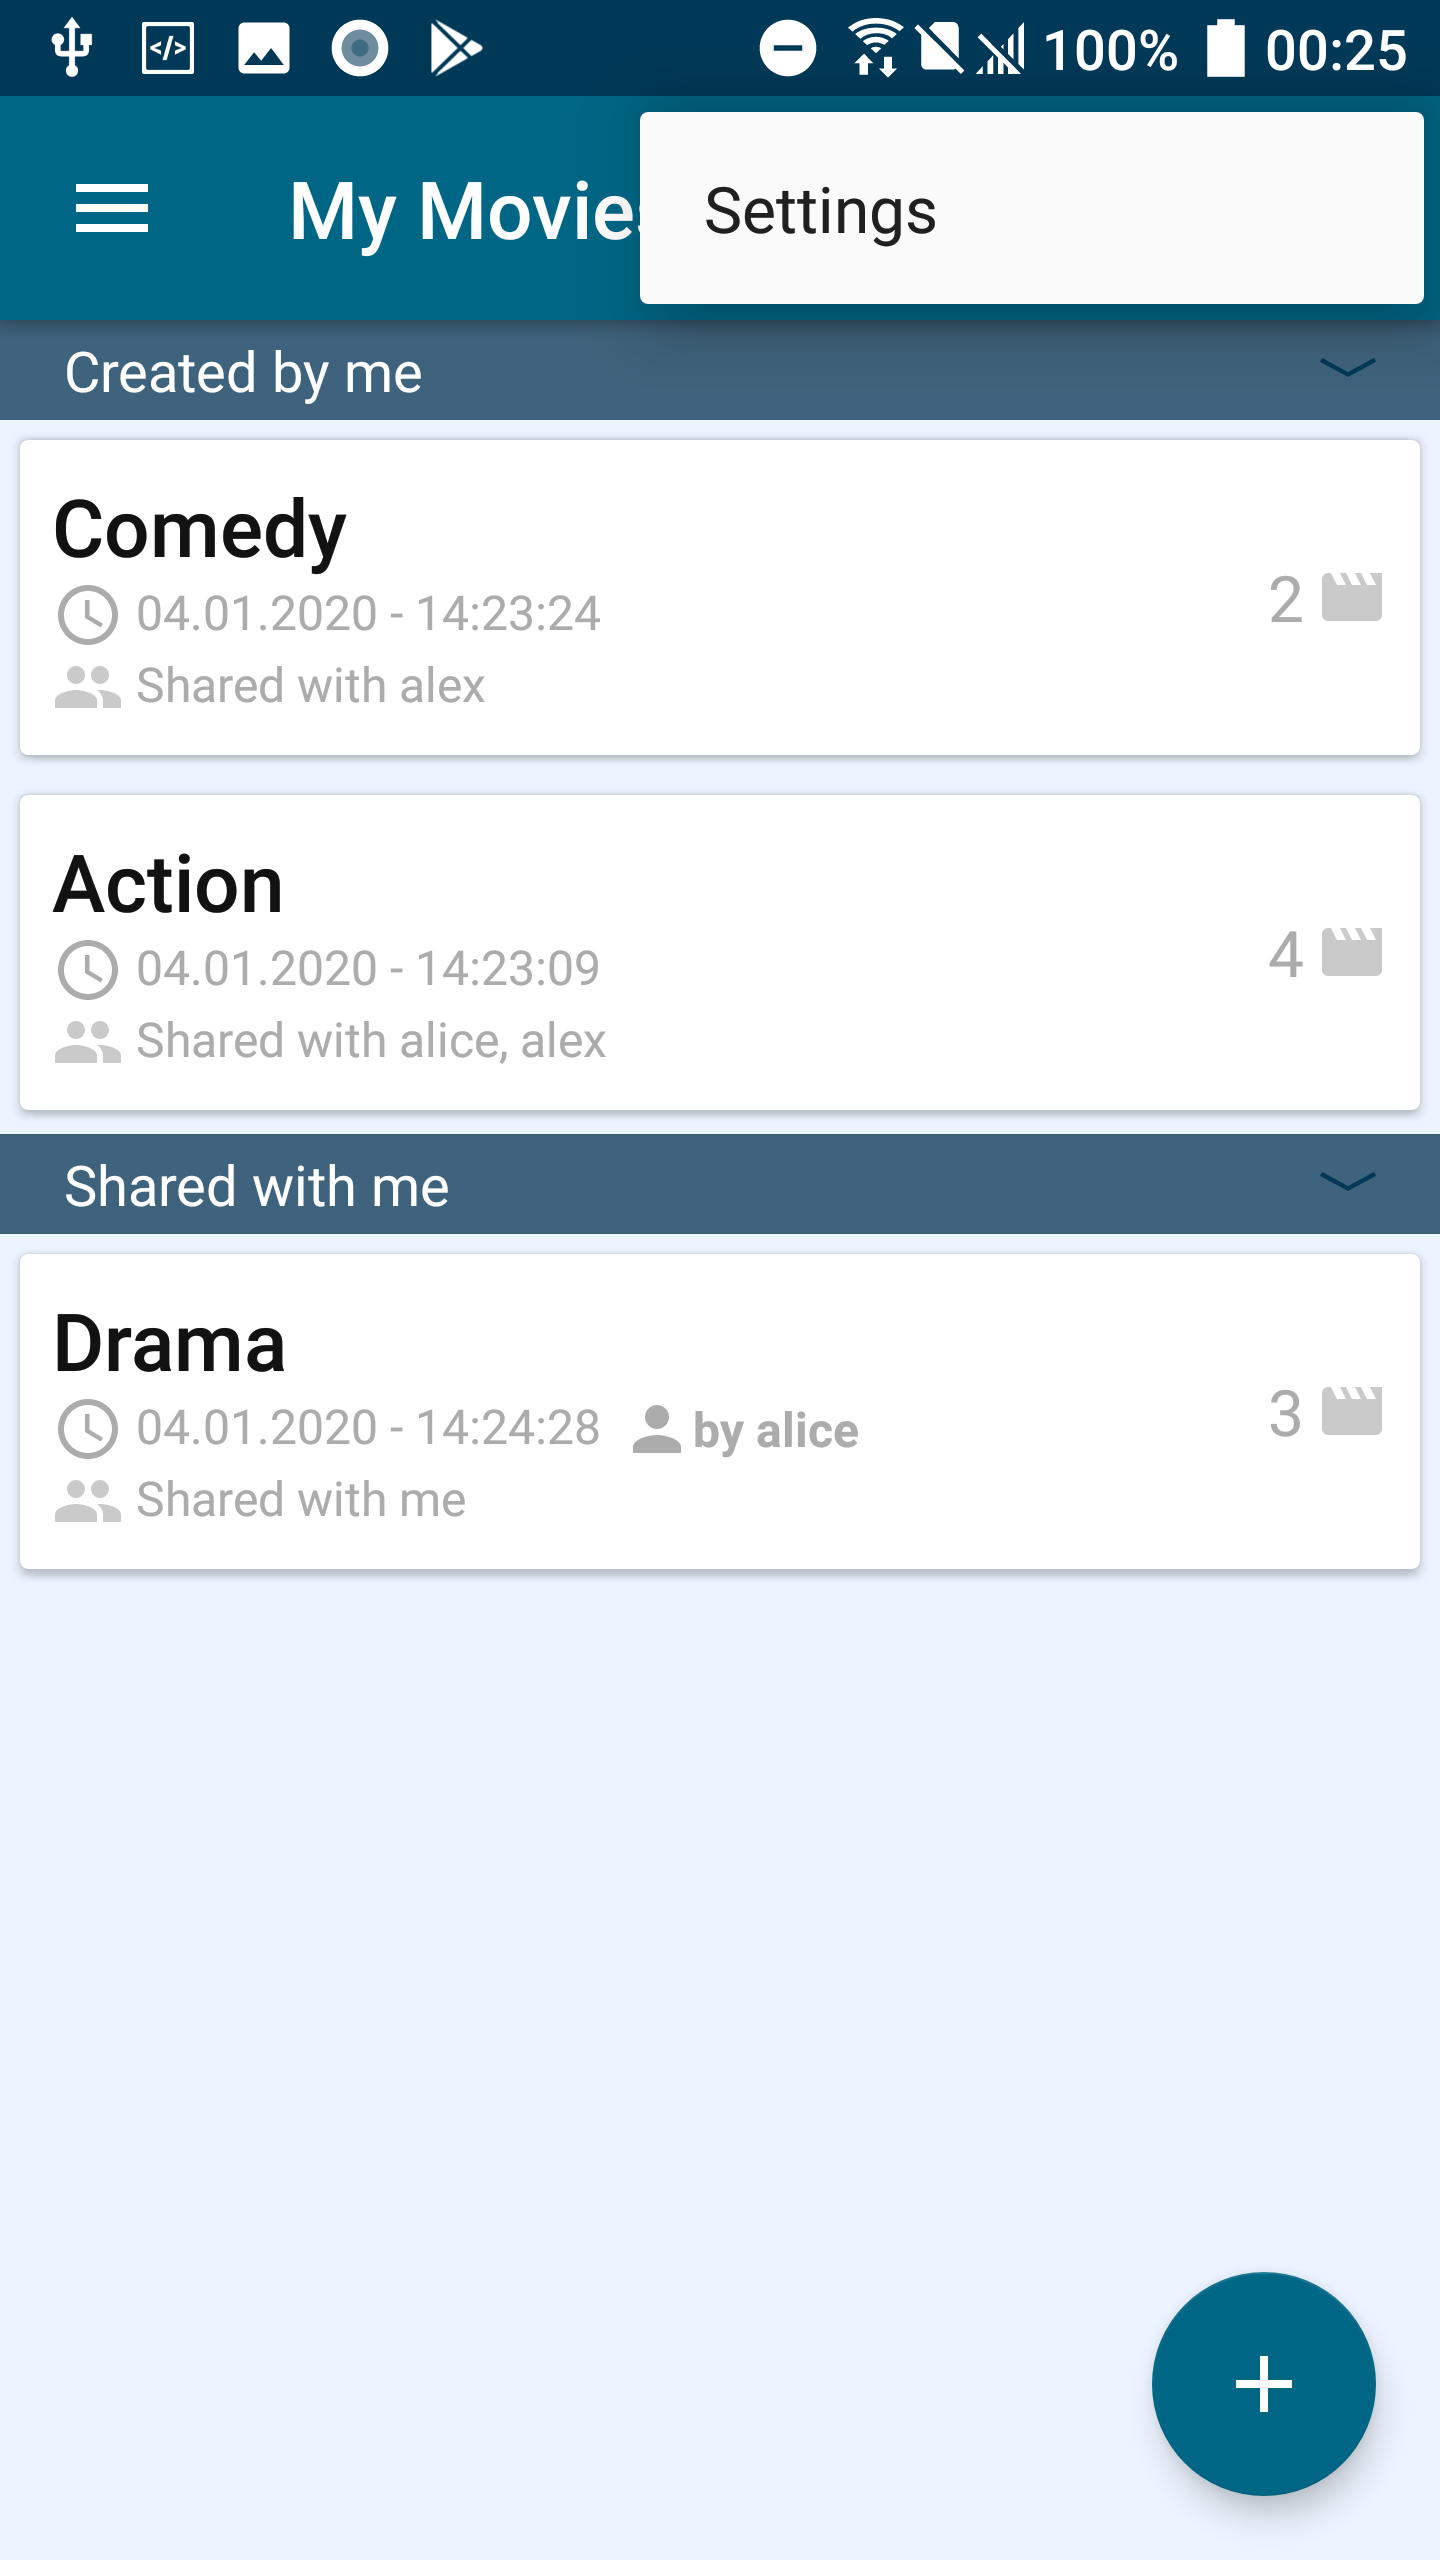 100% 00:25
My Movie
Settings
Created by me
Comedy
04.01.2020 - 14:23:24
2
Shared with alex
Action
04.01.2020 - 14:23:09
4
Shared with alice, alex
Shared with me
Drama
04.01.2020 - 14:24:28 by alice
3
Shared with me